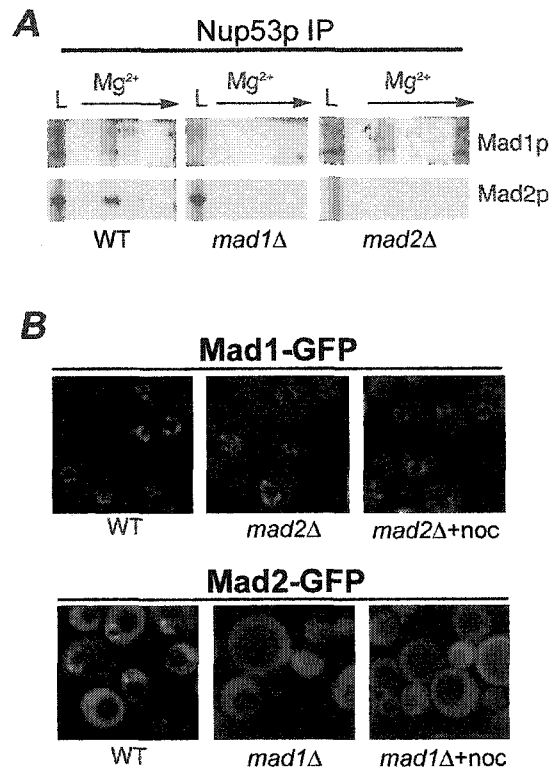 A
Nup53p IP
L Mg²⁺ L Mg²⁺ L Mg²⁺
Mad1p
Mad2p
WT mad1Δ mad2Δ
B
Mad1-GFP
WT mad2Δ mad2Δ+noc
Mad2-GFP
WT mad1Δ mad1Δ+noc